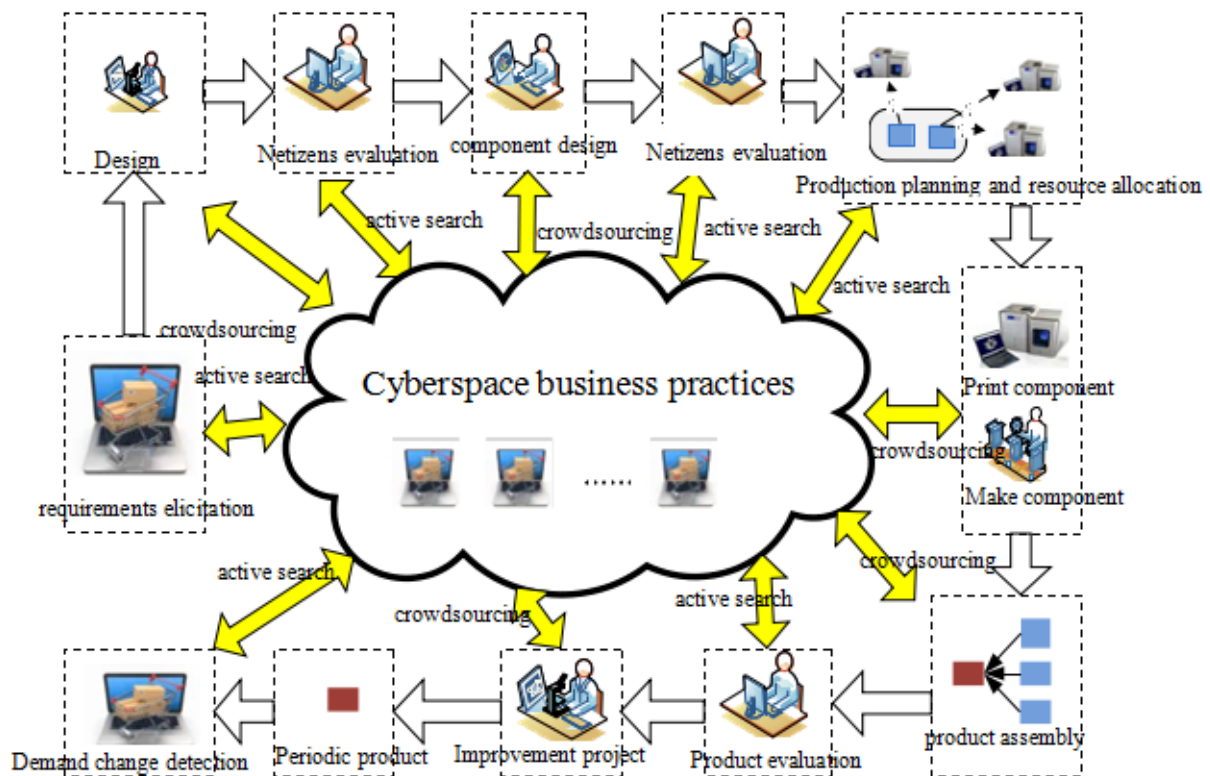 Design
Netizens evaluation
component design
Netizens evaluation
Production planning and resource allocation
active search
crowdsourcing
active search
active search
crowdsourcing
active search
Cyberspace business practices
Print component
crowdsourcing
Make component
requirements elicitation
......
active search
crowdsourcing
active search
crowdsourcing
product assembly
Demand change detection
Periodic product
Improvement project
Product evaluation